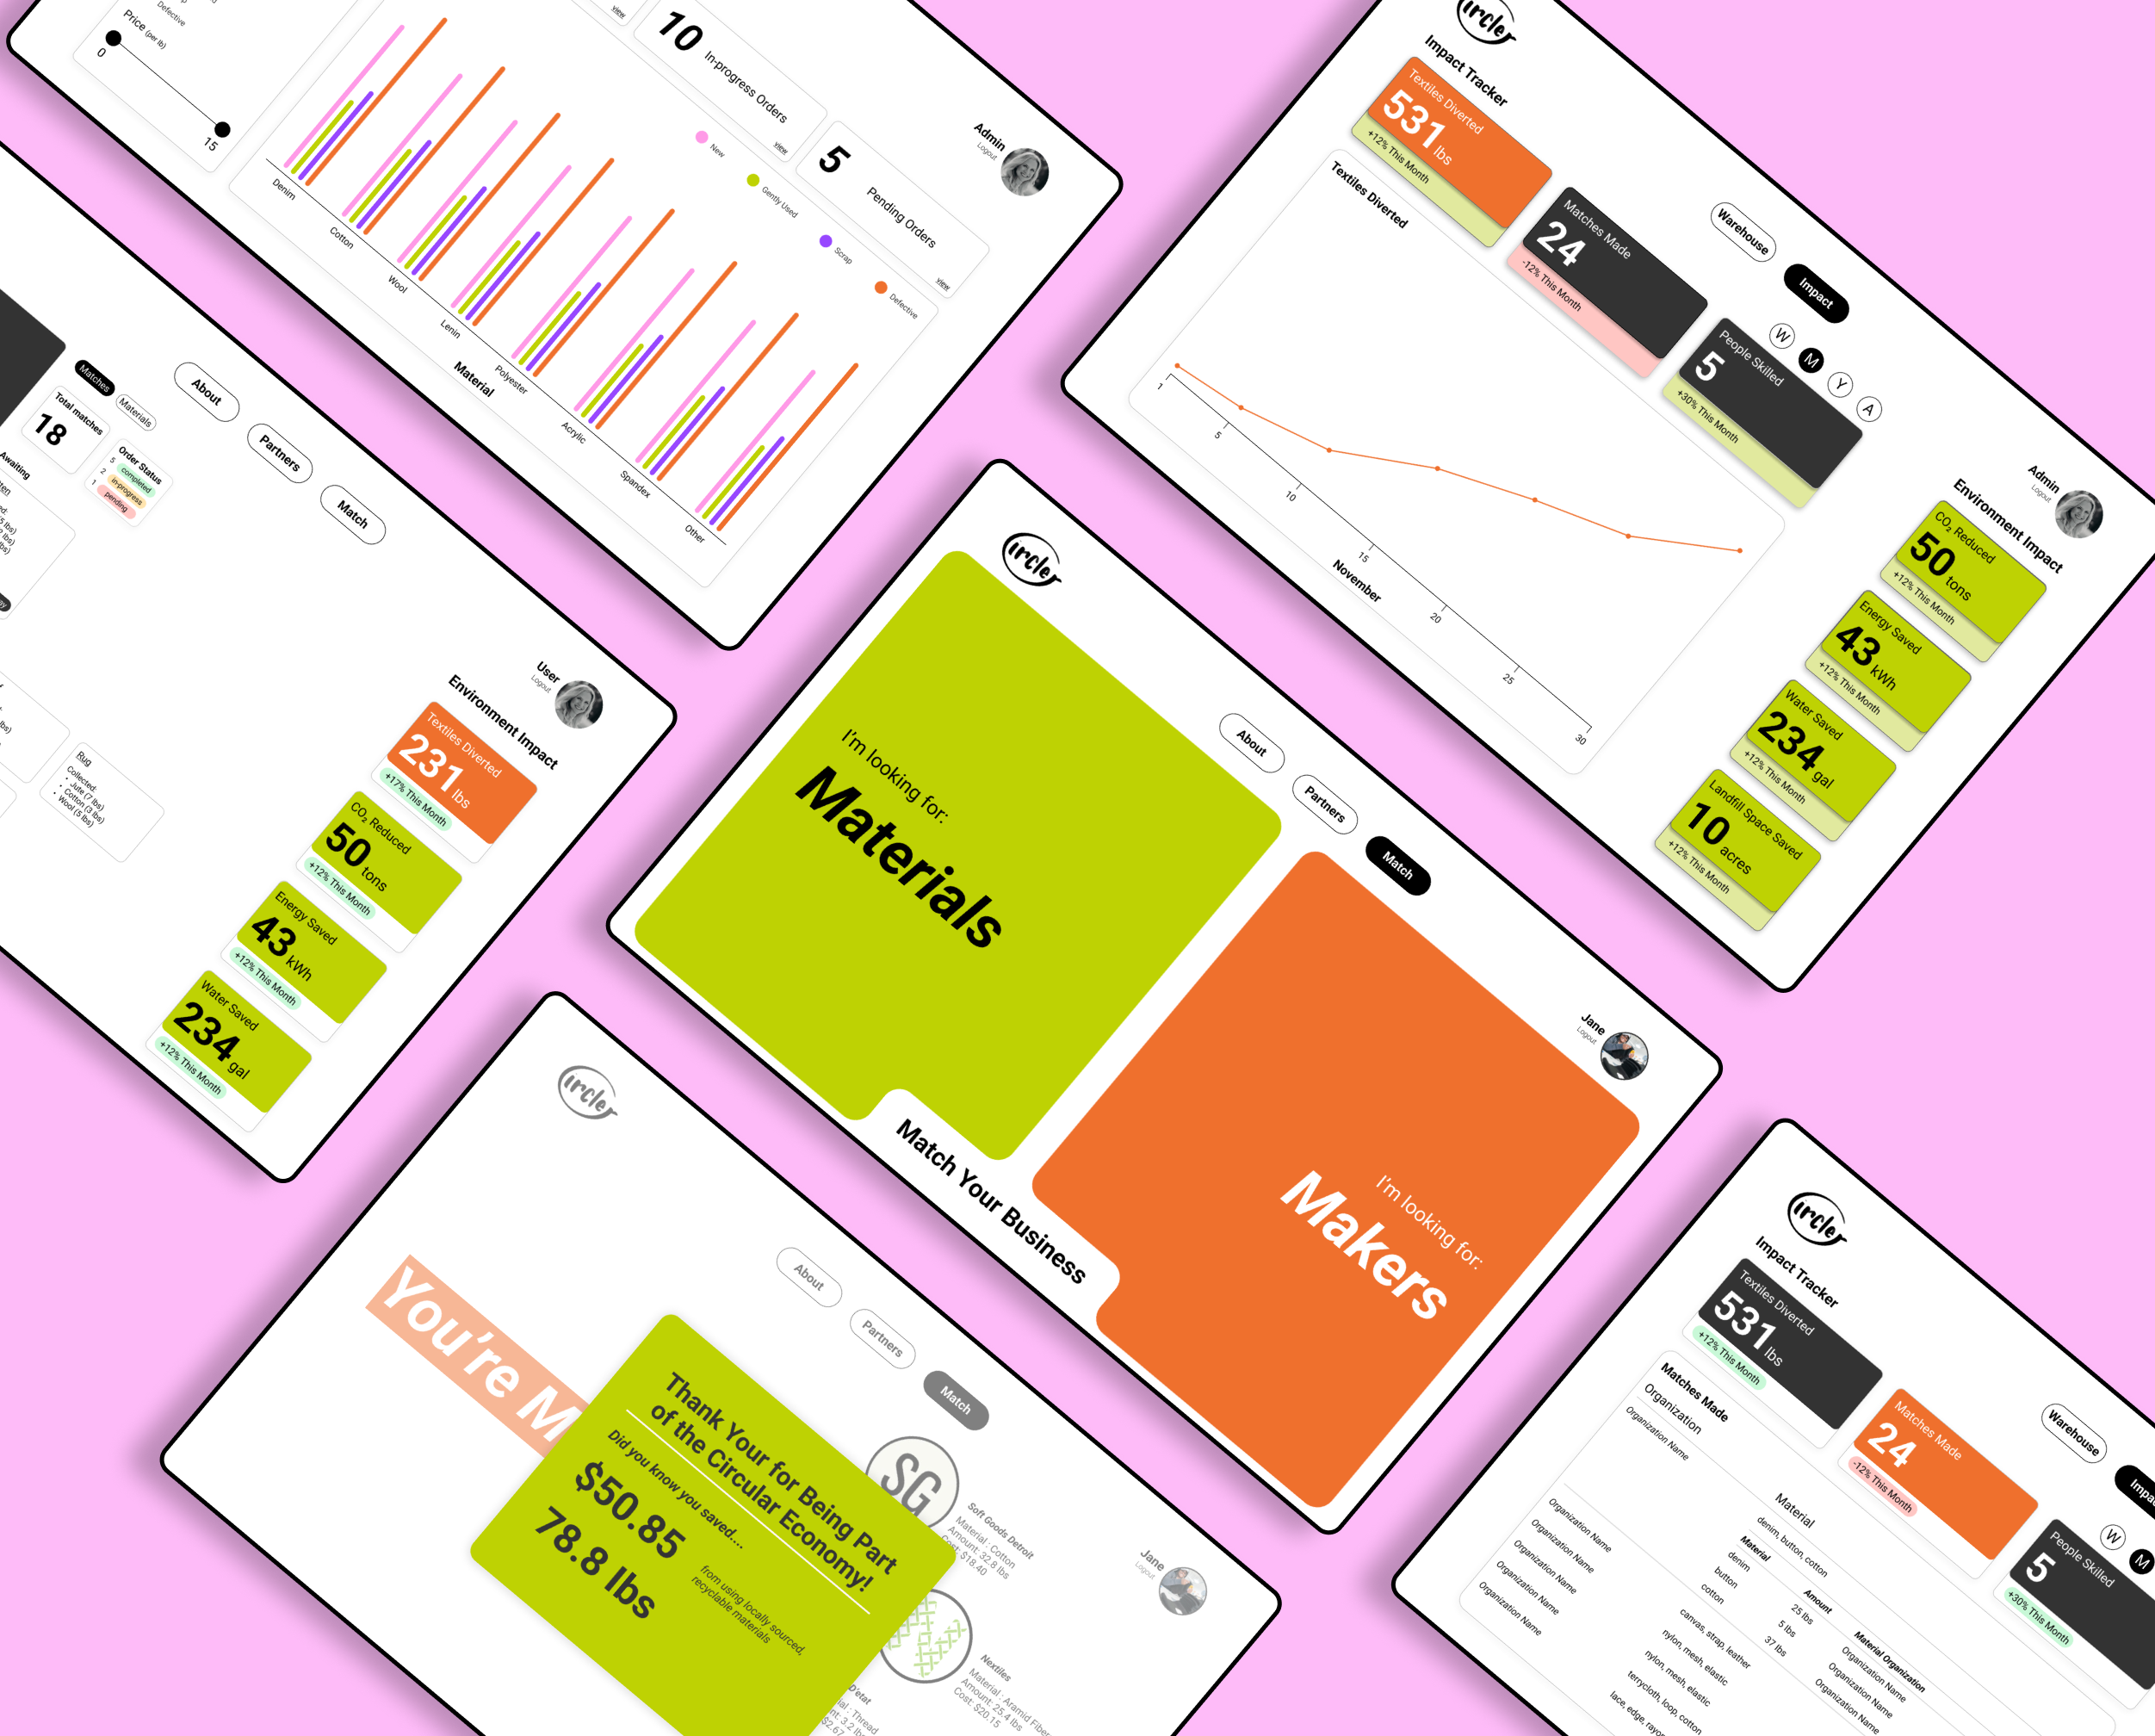 Defective
Price (per lb)
0
15
view
10
In-progress Orders
view
5
Pending Orders
view
Admin
Logout
New
Gently Used
Scrap
Defective
Denim
Cotton
Wool
Lenin
Polyester
Acrylic
Spandex
Other
Material
ircler
Impact Tracker
Textiles Diverted
531 lbs
+12% This Month
Matches Made
24
-12% This Month
People Skilled
5
+30% This Month
Warehouse
Impact
W
M
Y
A
Admin
Logout
Textiles Diverted
1
5
10
15
20
25
30
November
Environment Impact
CO₂ Reduced
50 tons
+12% This Month
Energy Saved
43 kWh
+12% This Month
Water Saved
234 gal
+12% This Month
Landfill Space Saved
10 acres
+12% This Month
About
Partners
Match
Matches
Materials
Total matches
18
Order Status
5 completed
2 in-progress
1 pending
Awaiting
Rug
Collected:
• Jute (7 lbs)
• Cotton (3 lbs)
• Wool (5 lbs)
User
Logout
Environment Impact
Textiles Diverted
231 lbs
+17% This Month
CO₂ Reduced
50 tons
+12% This Month
Energy Saved
43 kWh
+12% This Month
Water Saved
234 gal
+12% This Month
ircler
About
Partners
Match
Jane
Logout
I'm looking for:
Materials
I'm looking for:
Makers
Match Your Business
ircler
About
Partners
Match
Jane
Logout
You're M
Thank Your for Being Part
of the Circular Economy!
Did you know you saved....
$50.85
78.8 lbs
from using locally sourced,
recyclable materials
SG
Soft Goods Detroit
Material : Cotton
Amount: 32.8 lbs
Cost: $18.40
Nextiles
Material : Aramid Fiber
Amount: 25.4 lbs
Cost: $20.15
D'etat
ial : Thread
nt: 3.2 lbs
$2.67
ircler
Impact Tracker
Textiles Diverted
531 lbs
+12% This Month
Matches Made
24
-12% This Month
People Skilled
5
+30% This Month
Warehouse
Impa
W
M
Matches Made
Organization
Material
Organization Name
denim, button, cotton
Material
Amount
Material Organization
denim
25 lbs
Organization Name
button
5 lbs
Organization Name
cotton
37 lbs
Organization Name
Organization Name
canvas, strap, leather
Organization Name
nylon, mesh, elastic
Organization Name
nylon, mesh, elastic
Organization Name
terrycloth, loop, cotton
Organization Name
lace, edge, rayo